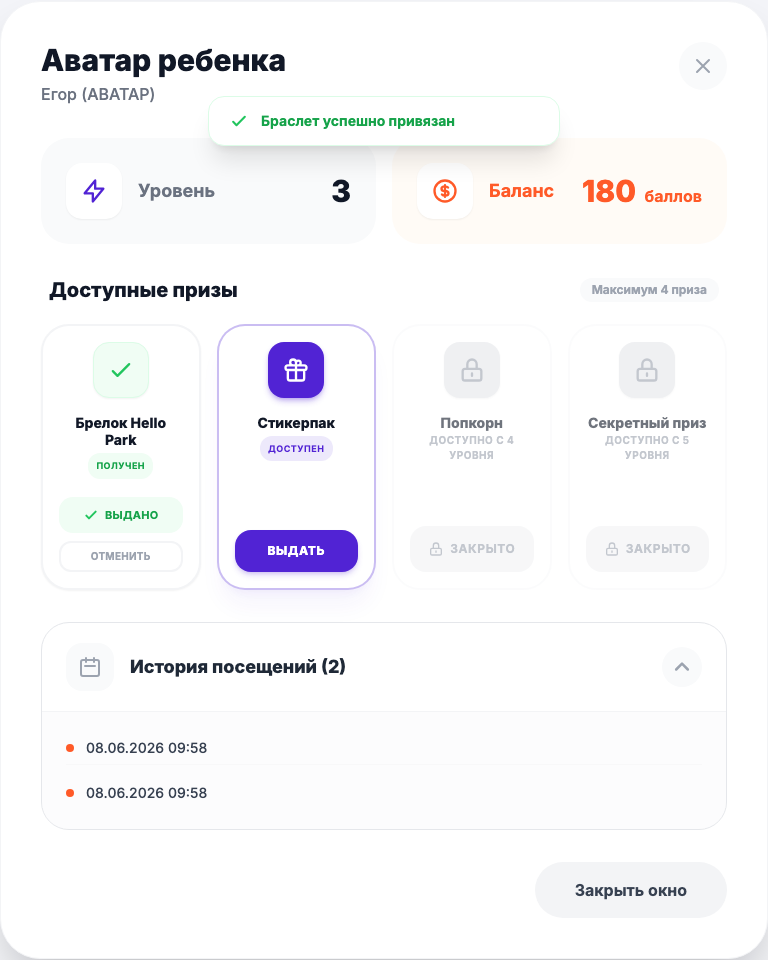 Аватар ребенка
Егор (АВАТАР)
Браслет успешно привязан
Уровень 3
Баланс 180 баллов
Доступные призы
Максимум 4 приза
Брелок Hello
Park
ПОЛУЧЕН
ВЫДАНО
ОТМЕНИТЬ
Стикерпак
ДОСТУПЕН
ВЫДАТЬ
Попкорн
ДОСТУПНО С 4
УРОВНЯ
ЗАКРЫТО
Секретный приз
ДОСТУПНО С 5
УРОВНЯ
ЗАКРЫТО
История посещений (2)
08.06.2026 09:58
08.06.2026 09:58
Закрыть окно